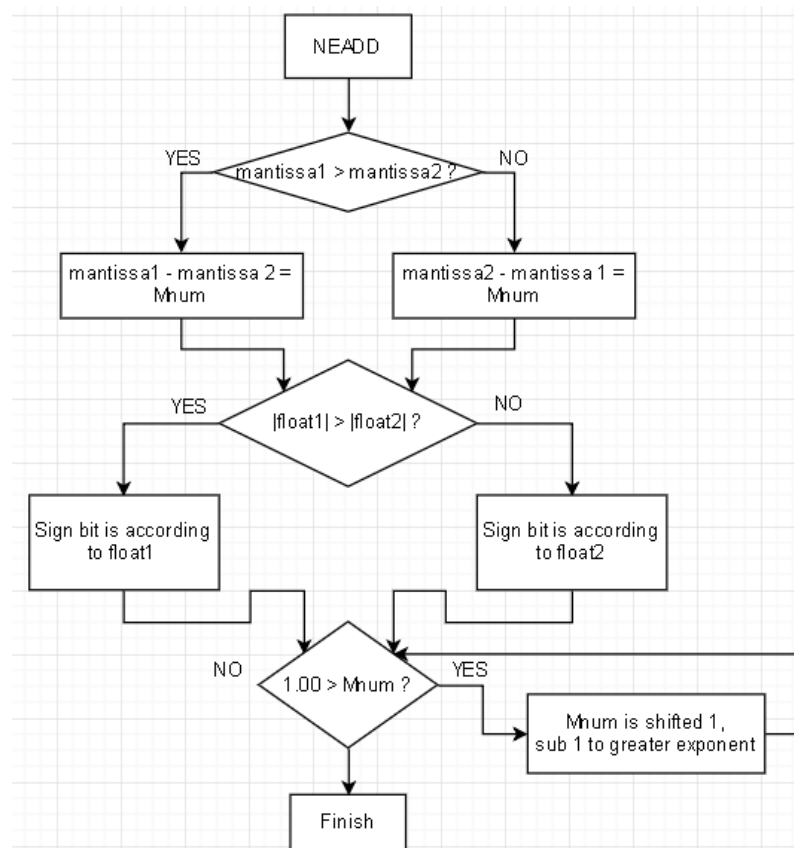 NEADD
YES
NO
mantissa1 > mantissa2 ?
mantissa1 - mantissa 2 =
Mnum
mantissa2 - mantissa 1 =
Mnum
YES
NO
|float1| > |float2| ?
Sign bit is according
to float1
Sign bit is according
to float2
NO
YES
1.00 > Mnum ?
Mnum is shifted 1,
sub 1 to greater exponent
Finish